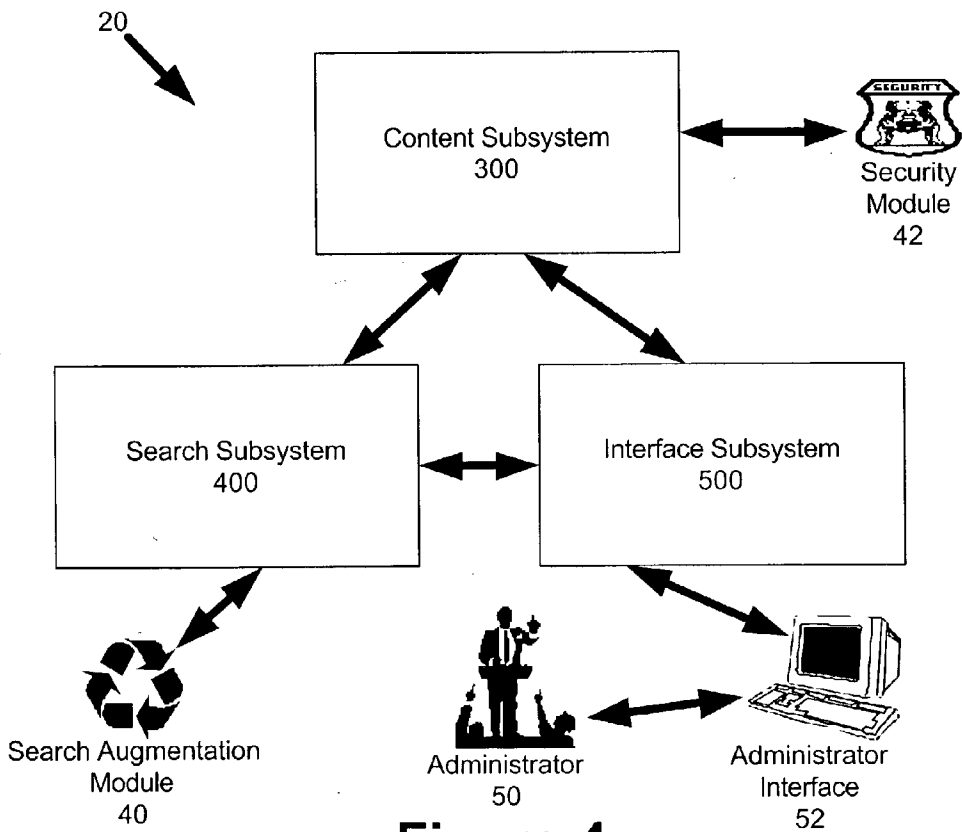 20
Content Subsystem
300
SECURITY
Security
Module
42
Search Subsystem
400
Interface Subsystem
500
Search Augmentation
Module
40
Administrator
50
Administrator
Interface
52